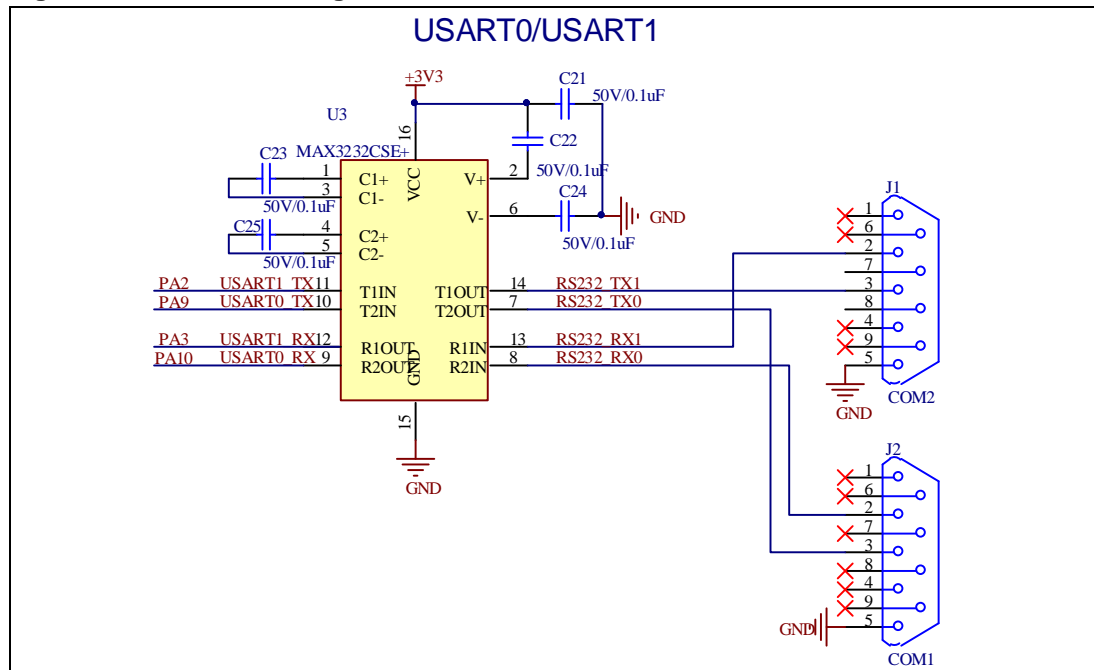 USART0/USART1
+3V3
C21
50V/0.1uF
U3
16
C22
MAX3232CSE+
C23
50V/0.1uF
1 C1+ VCC V+ 2
3 C1-
50V/0.1uF
C24
V- 6 GND
C25
4 C2+
50V/0.1uF
5 C2-
50V/0.1uF
PA2 USART1_TX 11 T1IN T1OUT 14 RS232_TX1
PA9 USART0_TX 10 T2IN T2OUT 7 RS232_TX0
PA3 USART1_RX 12 R1OUT R1IN 13 RS232_RX1
PA10 USART0_RX 9 R2OUT GND R2IN 8 RS232_RX0
15
GND
J1
1
6
2
7
3
8
4
9
5
COM2
GND
J2
1
6
2
7
3
8
4
9
GND 5
COM1